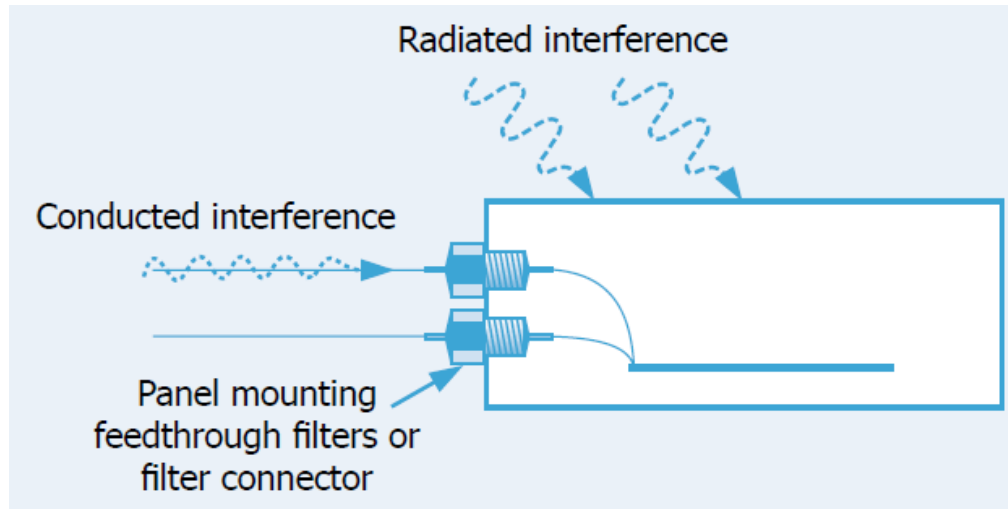 Radiated interference
Conducted interference
Panel mounting
feedthrough filters or
filter connector